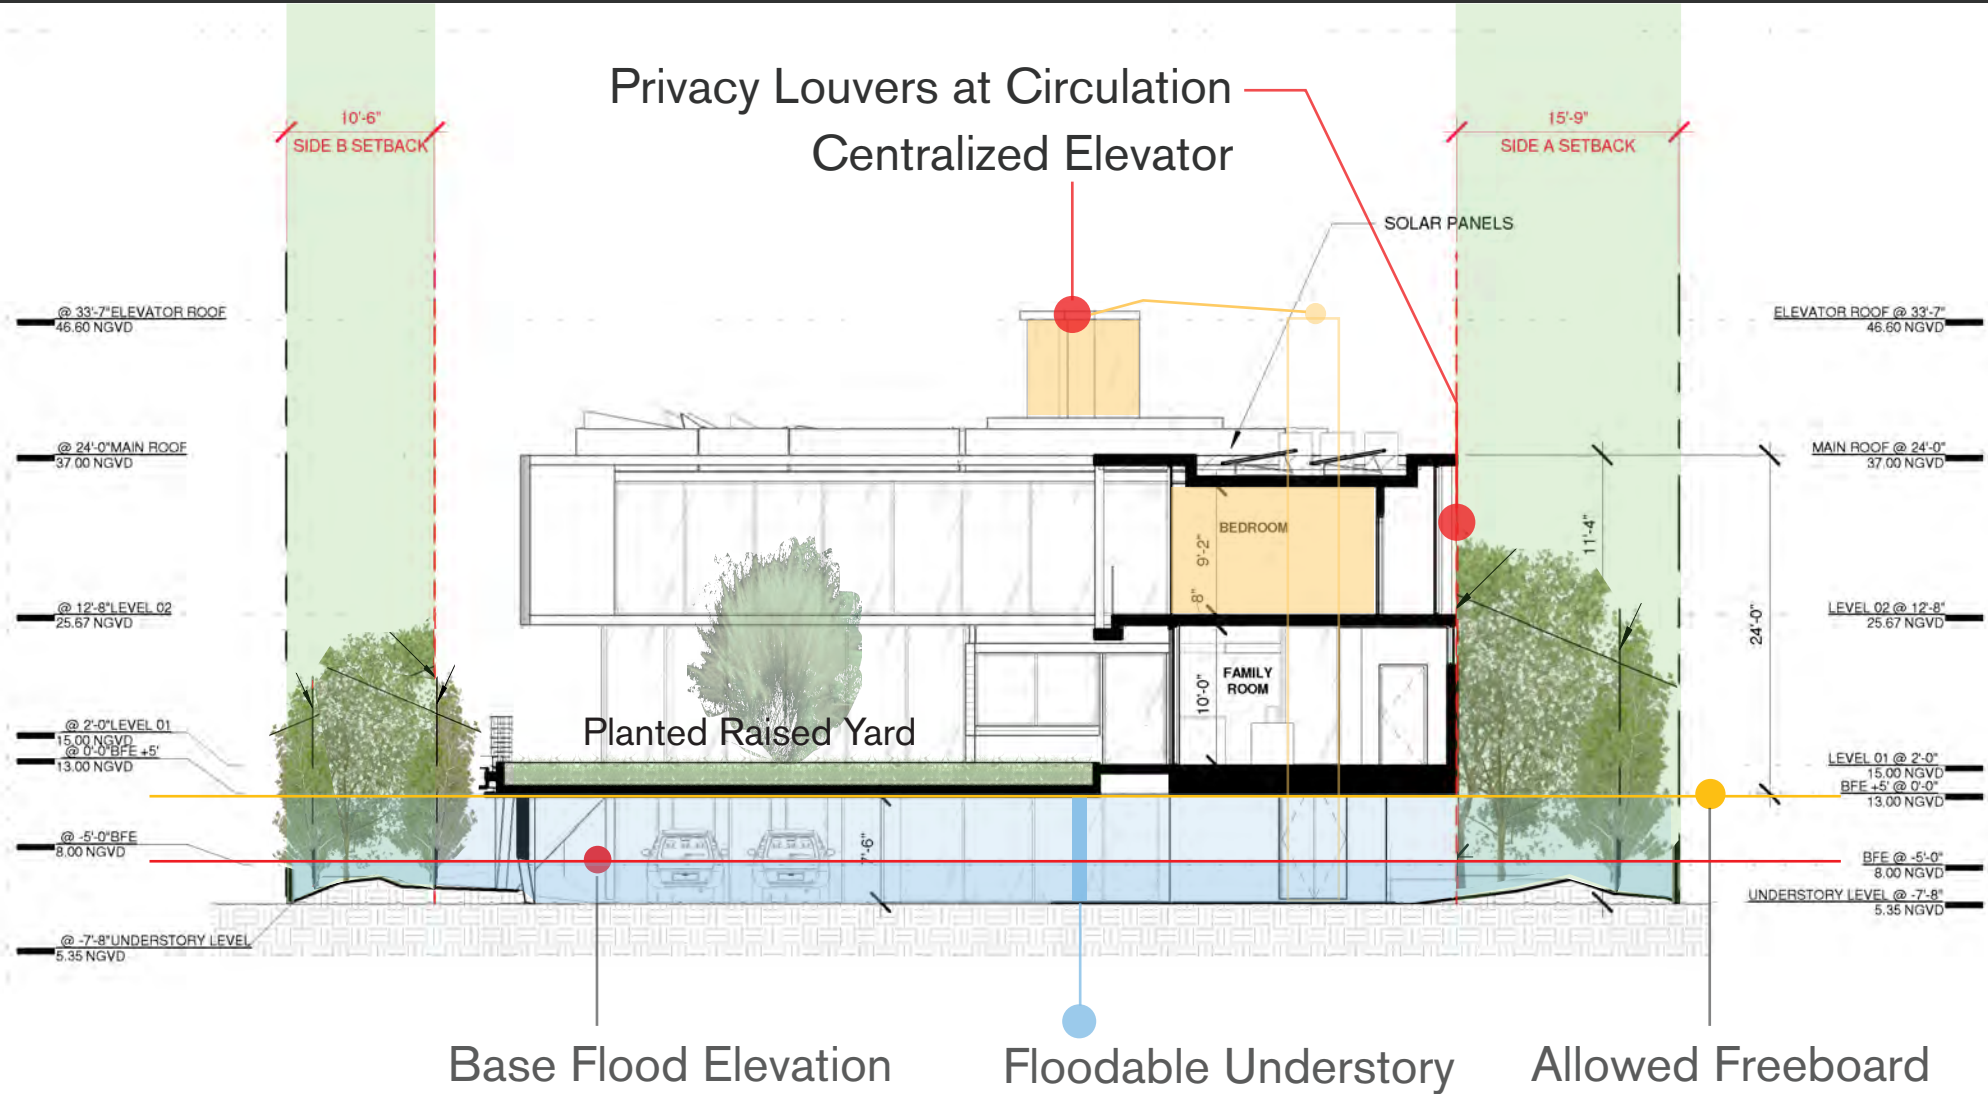 Privacy Louvers at Circulation
Centralized Elevator
10'-6"
SIDE B SETBACK
15'-9"
SIDE A SETBACK
SOLAR PANELS
@ 33'-7"ELEVATOR ROOF
46.60 NGVD
ELEVATOR ROOF @ 33'-7"
46.60 NGVD
@ 24'-0"MAIN ROOF
37.00 NGVD
MAIN ROOF @ 24'-0"
37.00 NGVD
BEDROOM
9'-2"
8"
11'-4"
24'-0"
@ 12'-8"LEVEL 02
25.67 NGVD
LEVEL 02 @ 12'-8"
25.67 NGVD
FAMILY
ROOM
10'-0"
Planted Raised Yard
@ 2'-0"LEVEL 01
15.00 NGVD
@ 0'-0"BFE +5'
13.00 NGVD
LEVEL 01 @ 2'-0"
15.00 NGVD
BFE +5' @ 0'-0"
13.00 NGVD
@ -5'-0"BFE
8.00 NGVD
7'-6"
BFE @ -5'-0"
8.00 NGVD
UNDERSTORY LEVEL @ -7'-8"
5.35 NGVD
@ -7'-8"UNDERSTORY LEVEL
5.35 NGVD
Base Flood Elevation
Floodable Understory
Allowed Freeboard